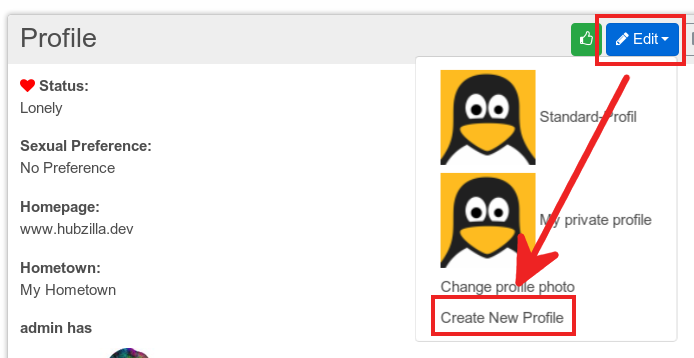 Profile
Edit
Status:
Lonely
Sexual Preference:
No Preference
Homepage:
www.hubzilla.dev
Hometown:
My Hometown
admin has
Standard-Profil
My private profile
Change profile photo
Create New Profile